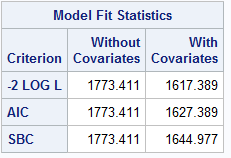 Model Fit Statistics
Criterion Without Covariates With Covariates
-2 LOG L 1773.411 1617.389
AIC 1773.411 1627.389
SBC 1773.411 1644.977